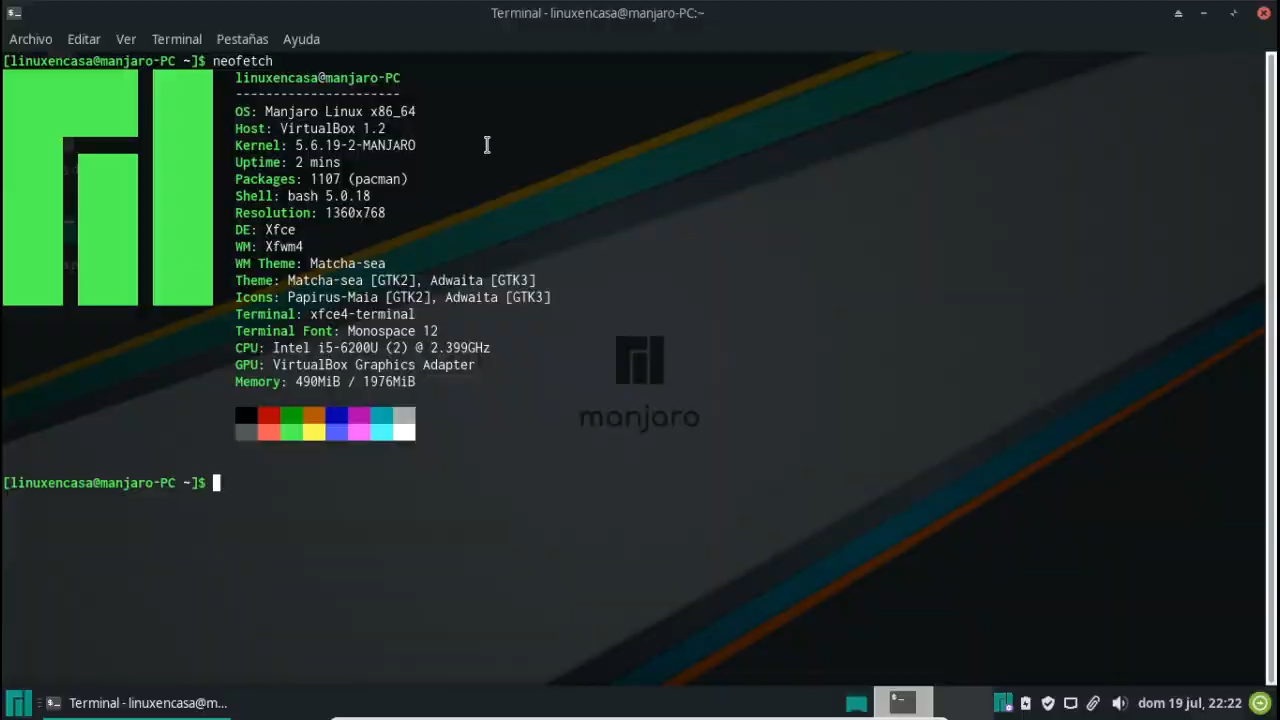 Terminal - linuxencasa@manjaro-PC:~
Archivo Editar Ver Terminal Pestañas Ayuda
[linuxencasa@manjaro-PC ~]$ neofetch
linuxencasa@manjaro-PC
----------------------
OS: Manjaro Linux x86_64
Host: VirtualBox 1.2
Kernel: 5.6.19-2-MANJARO
Uptime: 2 mins
Packages: 1107 (pacman)
Shell: bash 5.0.18
Resolution: 1360x768
DE: Xfce
WM: Xfwm4
WM Theme: Matcha-sea
Theme: Matcha-sea [GTK2], Adwaita [GTK3]
Icons: Papirus-Maia [GTK2], Adwaita [GTK3]
Terminal: xfce4-terminal
Terminal Font: Monospace 12
CPU: Intel i5-6200U (2) @ 2.399GHz
GPU: VirtualBox Graphics Adapter
Memory: 490MiB / 1976MiB
manjaro
[linuxencasa@manjaro-PC ~]$
Terminal - linuxencasa@m...
dom 19 jul, 22:22